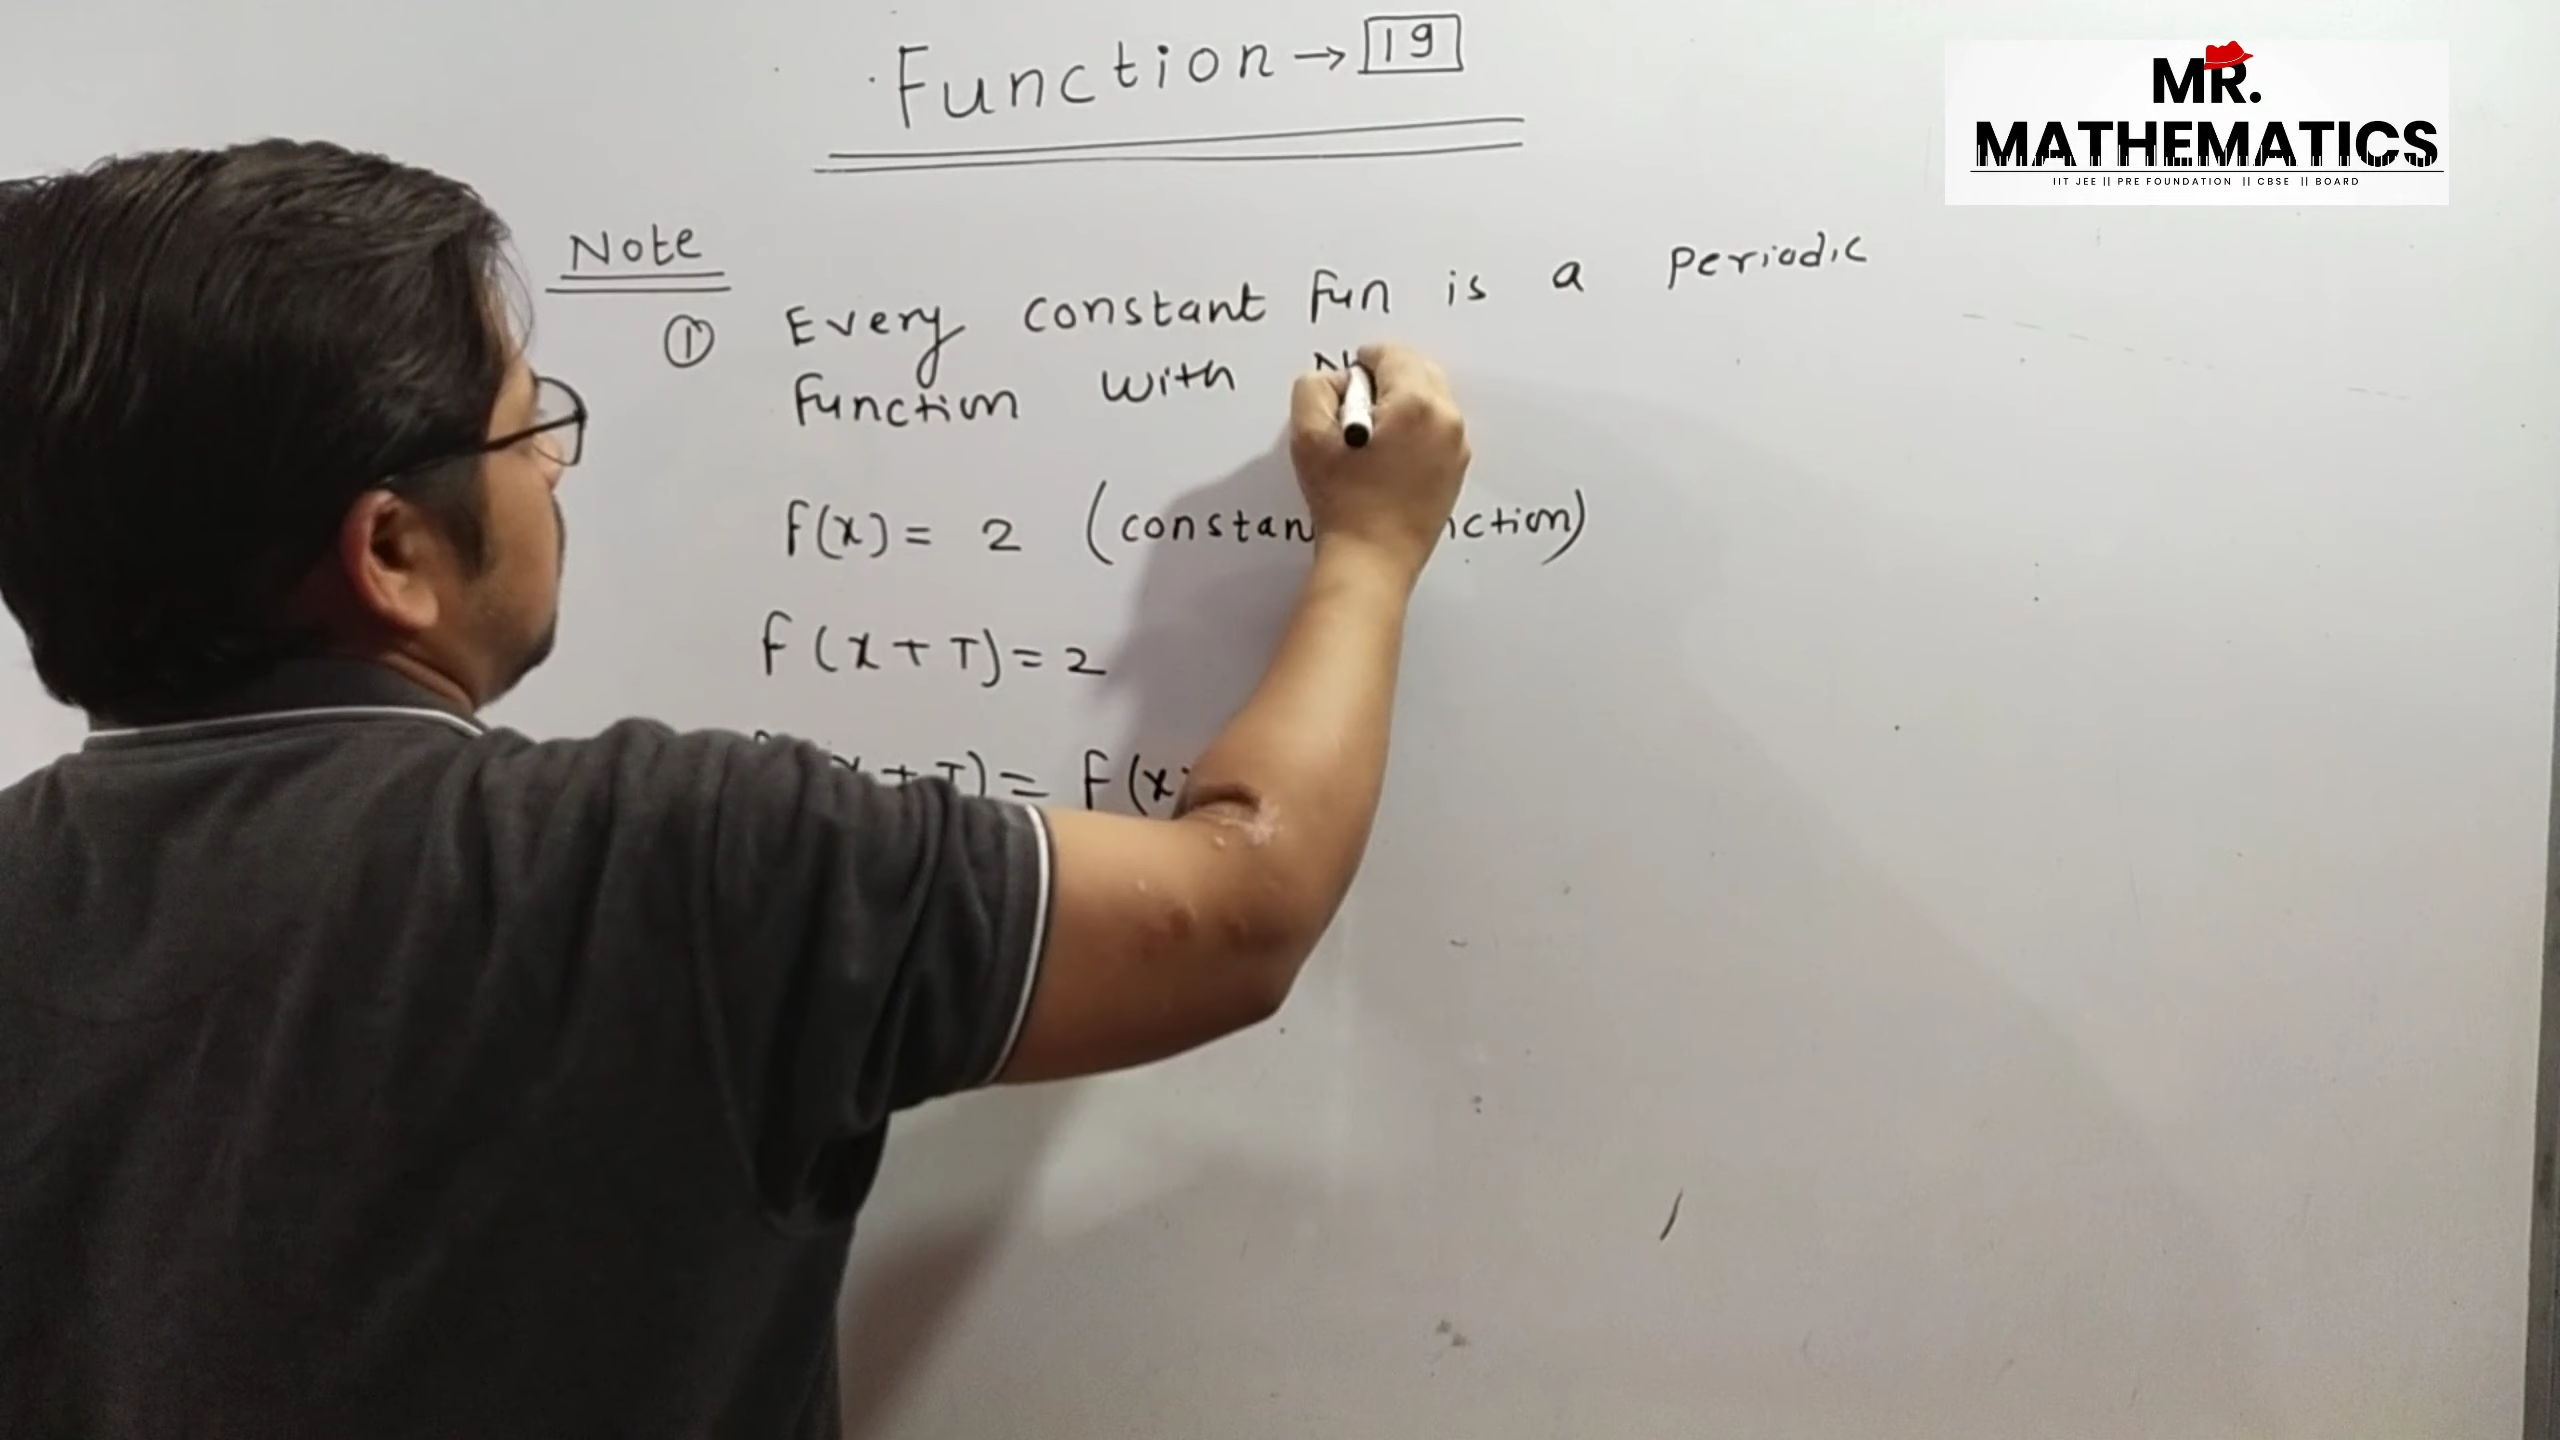 Function → 19
MR.
MATHEMATICS
IIT JEE || PRE FOUNDATION || CBSE || BOARD
Note
① Every constant Fun is a Periodic
Function with
F(x) = 2 (constan ction)
F(x+T) = 2
(x+T) = F(x)